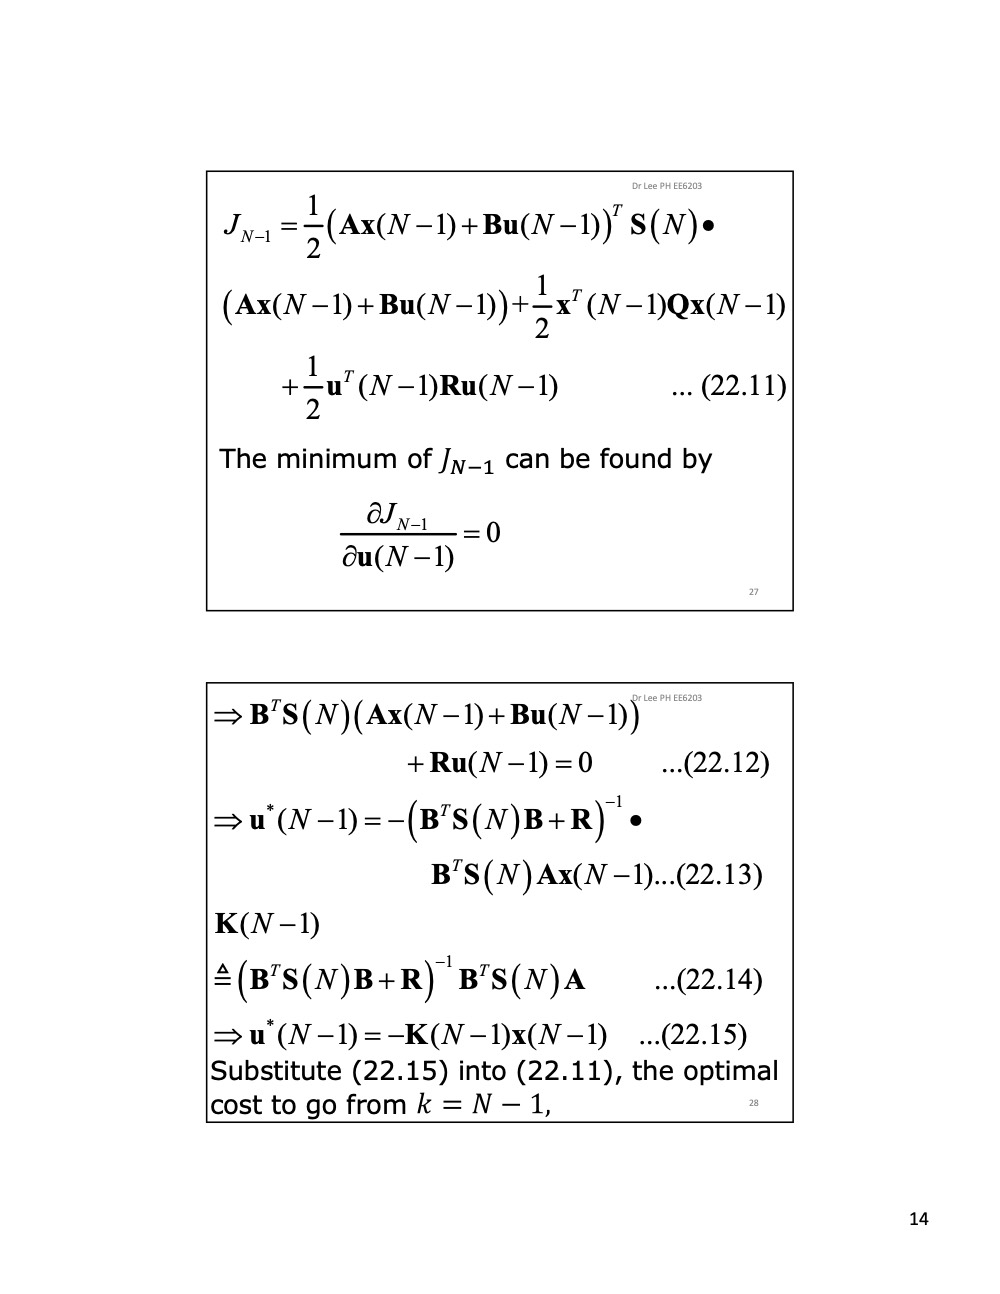 Dr Lee PH EE6203
J_{N−1} = 1/2 (Ax(N−1)+Bu(N−1))^T S(N)•
(Ax(N−1)+Bu(N−1))+1/2 x^T(N−1)Qx(N−1)
+1/2 u^T(N−1)Ru(N−1) ... (22.11)
The minimum of J_{N−1} can be found by
∂J_{N−1}/∂u(N−1) = 0
27
Dr Lee PH EE6203
⇒ B^T S(N)(Ax(N−1)+Bu(N−1))
+Ru(N−1)=0 ...(22.12)
⇒ u^*(N−1)=−(B^T S(N)B+R)^{−1} •
B^T S(N)Ax(N−1)...(22.13)
K(N−1)
≜(B^T S(N)B+R)^{−1} B^T S(N)A ...(22.14)
⇒ u^*(N−1)=−K(N−1)x(N−1) ...(22.15)
Substitute (22.15) into (22.11), the optimal
cost to go from k = N − 1,
28
14